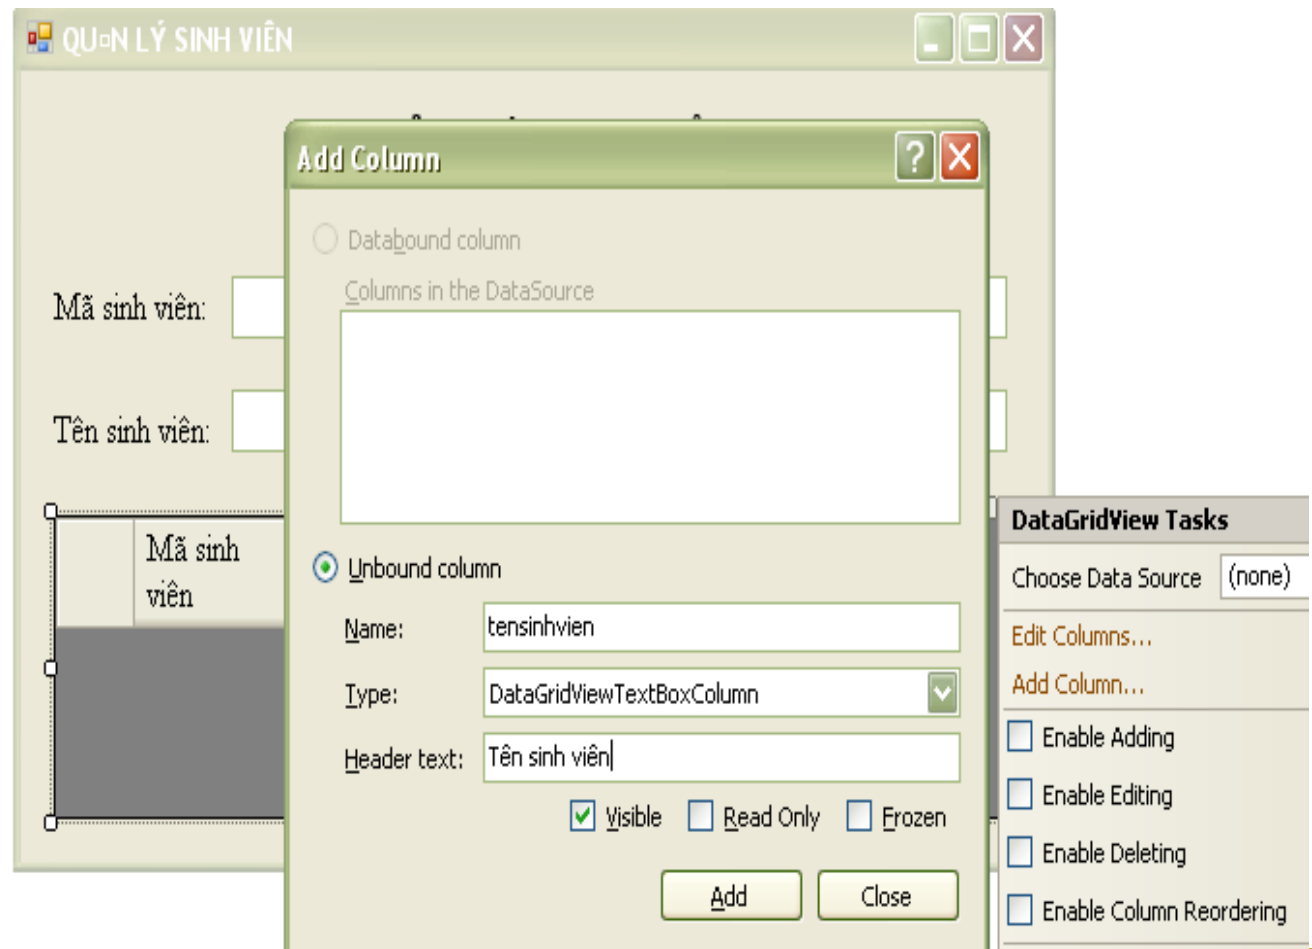 QU¤N LÝ SINH VIÊN
Add Column
Databound column
Columns in the DataSource
Mã sinh viên:
Tên sinh viên:
Mã sinh
viên
Unbound column
Name: tensinhvien
Type: DataGridViewTextBoxColumn
Header text: Tên sinh viên
Visible Read Only Frozen
Add Close
DataGridView Tasks
Choose Data Source (none)
Edit Columns...
Add Column...
Enable Adding
Enable Editing
Enable Deleting
Enable Column Reordering